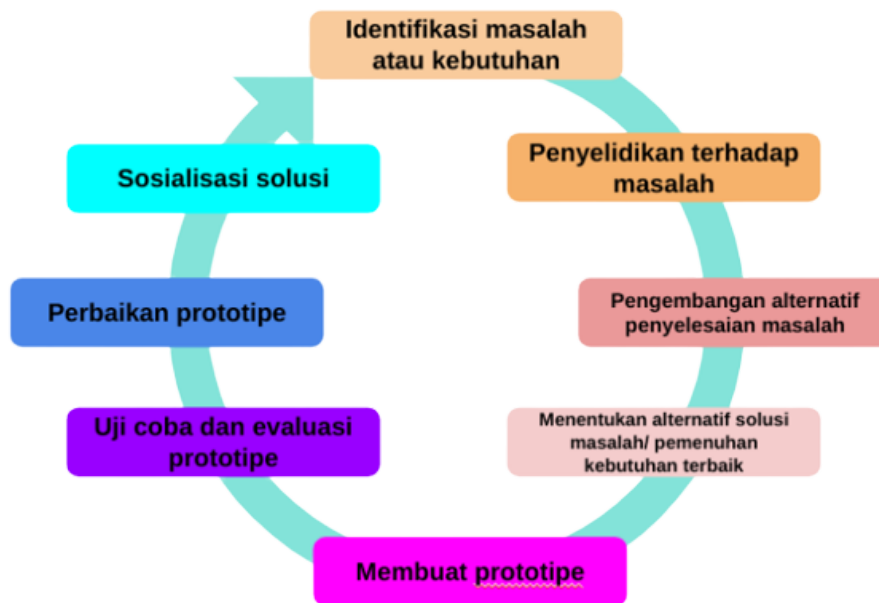 Identifikasi masalah
atau kebutuhan
Penyelidikan terhadap
masalah
Pengembangan alternatif
penyelesaian masalah
Menentukan alternatif solusi
masalah/ pemenuhan
kebutuhan terbaik
Membuat prototipe
Uji coba dan evaluasi
prototipe
Perbaikan prototipe
Sosialisasi solusi